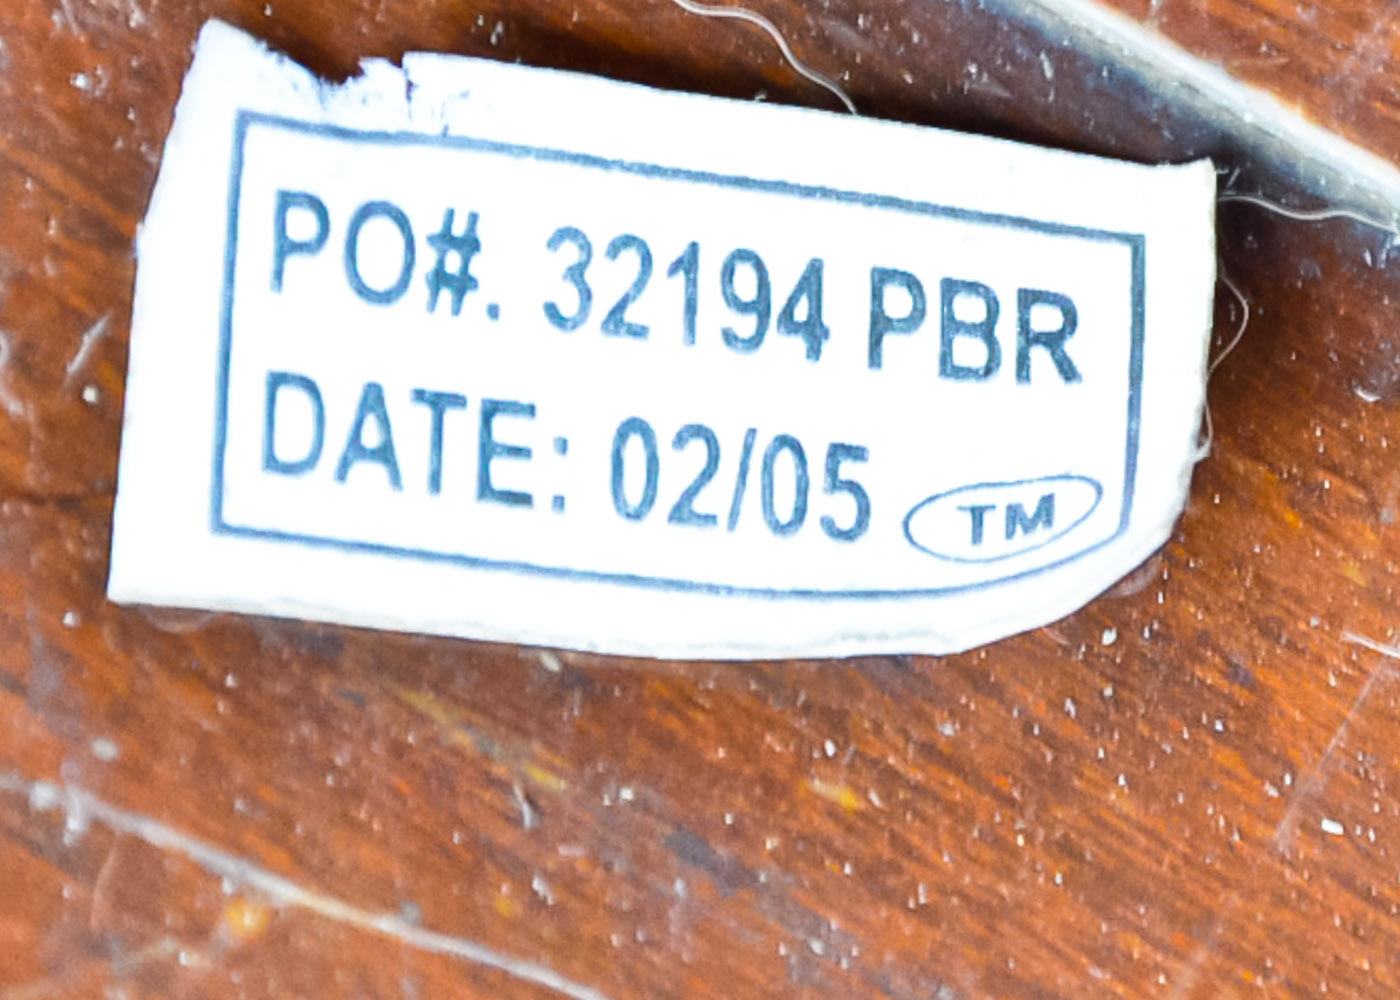 PO#. 32194 PBR
DATE: 02/05 TM